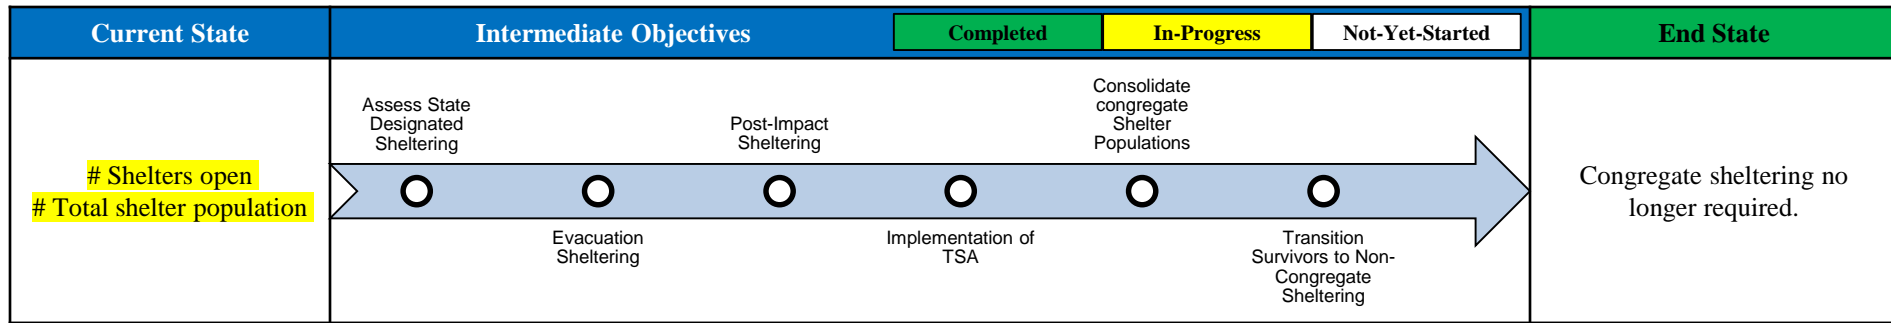 Current State
Intermediate Objectives
Completed
In-Progress
Not-Yet-Started
End State
# Shelters open
# Total shelter population
Assess State
Designated
Sheltering
Evacuation
Sheltering
Post-Impact
Sheltering
Implementation of
TSA
Consolidate
congregate
Shelter
Populations
Transition
Survivors to Non-
Congregate
Sheltering
Congregate sheltering no
longer required.